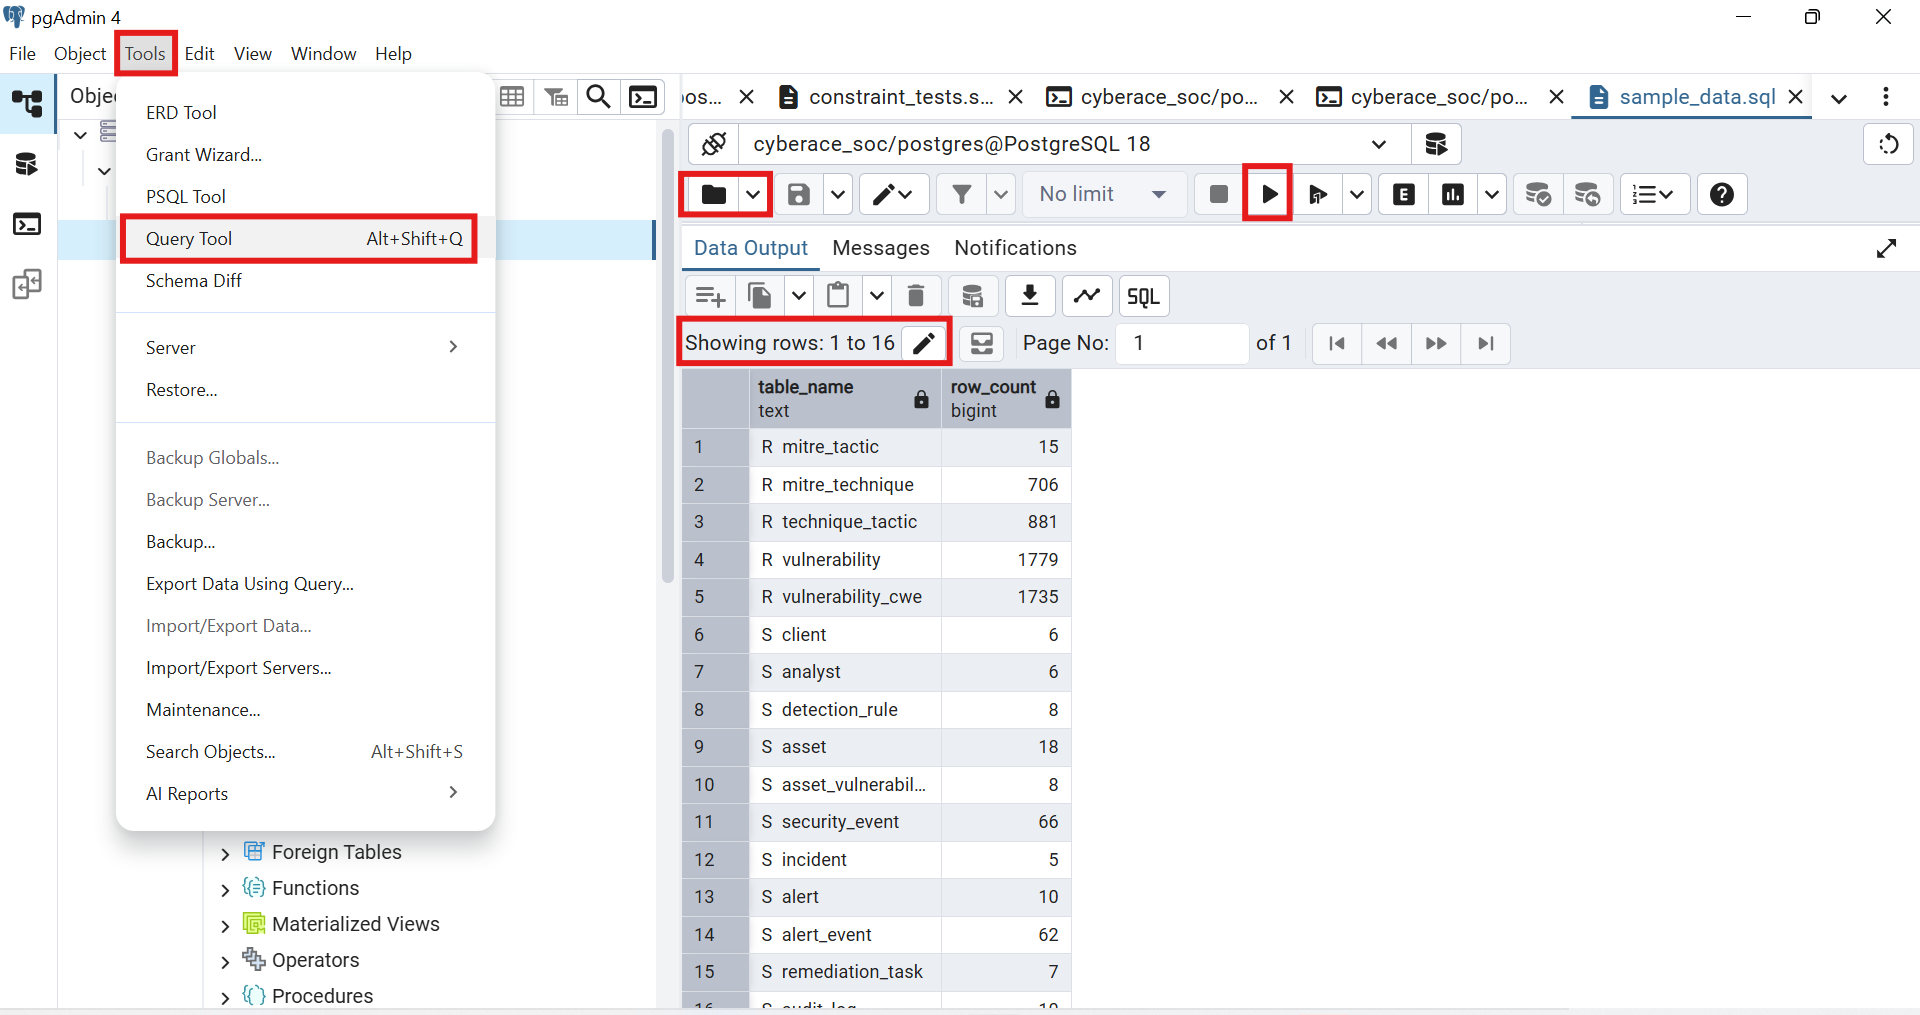 pgAdmin 4
File Object Tools Edit View Window Help
Obje
ERD Tool
Grant Wizard...
PSQL Tool
Query Tool Alt+Shift+Q
Schema Diff
Server
Restore...
Backup Globals...
Backup Server...
Backup...
Export Data Using Query...
Import/Export Data...
Import/Export Servers...
Maintenance...
Search Objects... Alt+Shift+S
AI Reports
Foreign Tables
Functions
Materialized Views
Operators
Procedures
os... constraint_tests.s... cyberace_soc/po... cyberace_soc/po... sample_data.sql
cyberace_soc/postgres@PostgreSQL 18
No limit E
Data Output Messages Notifications
SQL
Showing rows: 1 to 16 Page No: 1 of 1
table_name row_count
text bigint
1 R mitre_tactic 15
2 R mitre_technique 706
3 R technique_tactic 881
4 R vulnerability 1779
5 R vulnerability_cwe 1735
6 S client 6
7 S analyst 6
8 S detection_rule 8
9 S asset 18
10 S asset_vulnerabil... 8
11 S security_event 66
12 S incident 5
13 S alert 10
14 S alert_event 62
15 S remediation_task 7
16 S audit_log